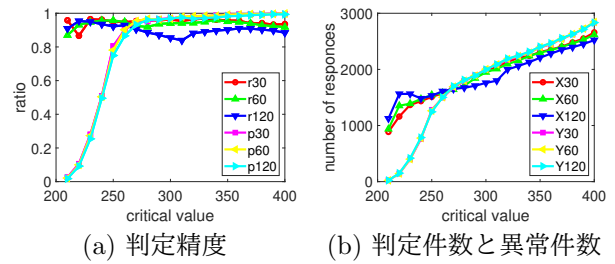 1
0.8
0.6
0.4
0.2
0
ratio
200
250
300
350
400
critical value
r30
r60
r120
p30
p60
p120
(a) 判定精度
3000
2000
1000
0
number of responces
200
250
300
350
400
critical value
X30
X60
X120
Y30
Y60
Y120
(b) 判定件数と異常件数